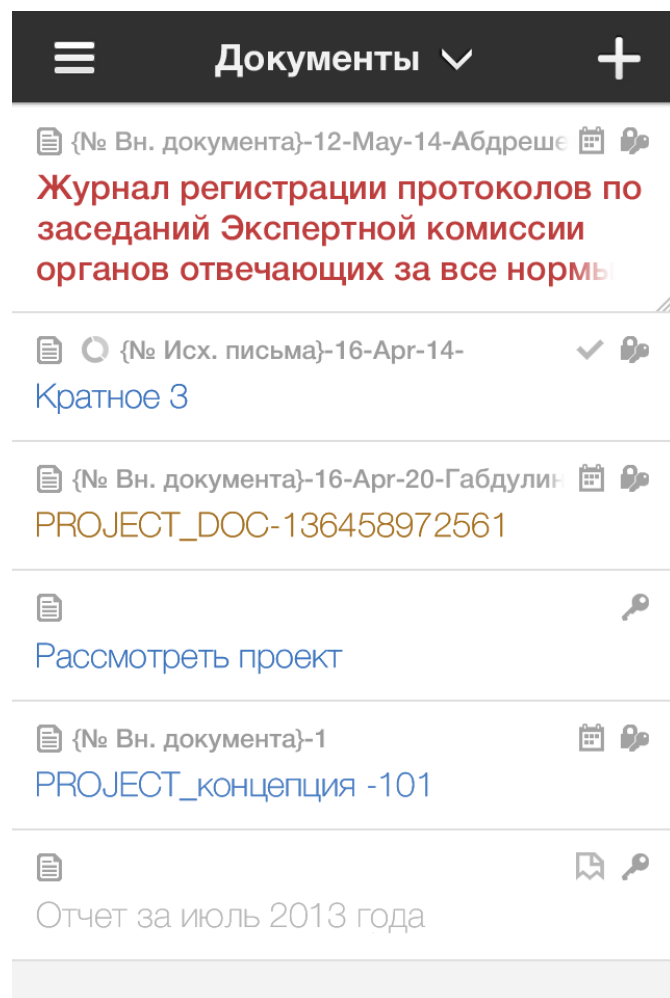 Документы
{№ Вн. документа}-12-May-14-Абдреше
Журнал регистрации протоколов по
заседаний Экспертной комиссии
органов отвечающих за все нормы
{№ Исх. письма}-16-Apr-14-
Кратное 3
{№ Вн. документа}-16-Apr-20-Габдулин
PROJECT_DOC-136458972561
Рассмотреть проект
{№ Вн. документа}-1
PROJECT_концепция -101
Отчет за июль 2013 года